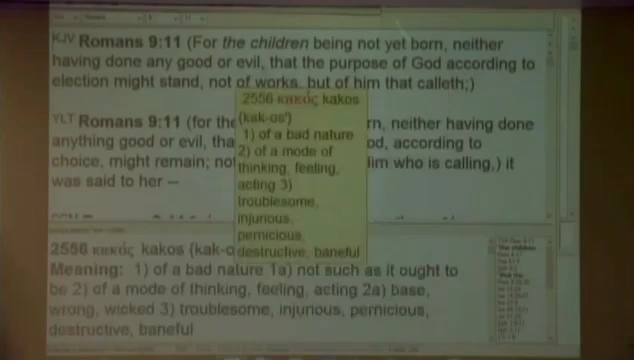 KJV Romans 9:11 (For the children being not yet born, neither
having done any good or evil, that the purpose of God according to
election might stand, not of works, but of him that calleth;)
YLT Romans 9:11 (for the
rn, neither having done
anything good or evil, tha
od, according to
choice, might remain; not
him who is calling,) it
was said to her --
2556 κακός kakos
(kak-os')
1) of a bad nature
2) of a mode of
thinking, feeling,
acting 3)
troublesome,
injurious,
pernicious,
destructive, baneful
2556 κακός kakos (kak-o
Meaning: 1) of a bad nature 1a) not such as it ought to
be 2) of a mode of thinking, feeling, acting 2a) base,
wrong, wicked 3) troublesome, injurious, pernicious,
destructive, baneful